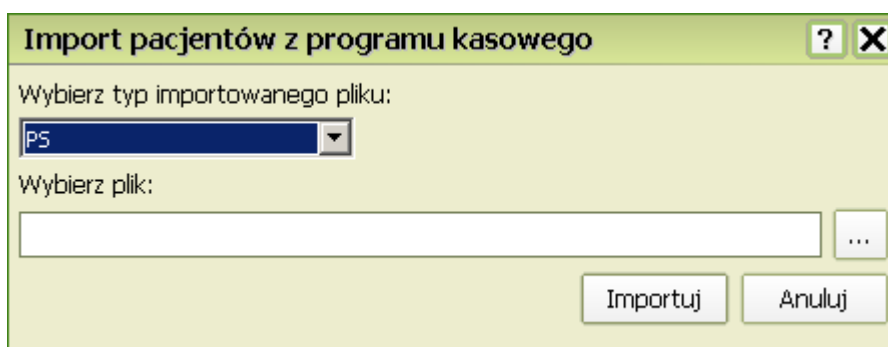 Import pacjentów z programu kasowego ? X
Wybierz typ importowanego pliku:
PS
Wybierz plik:
...
Importuj Anuluj